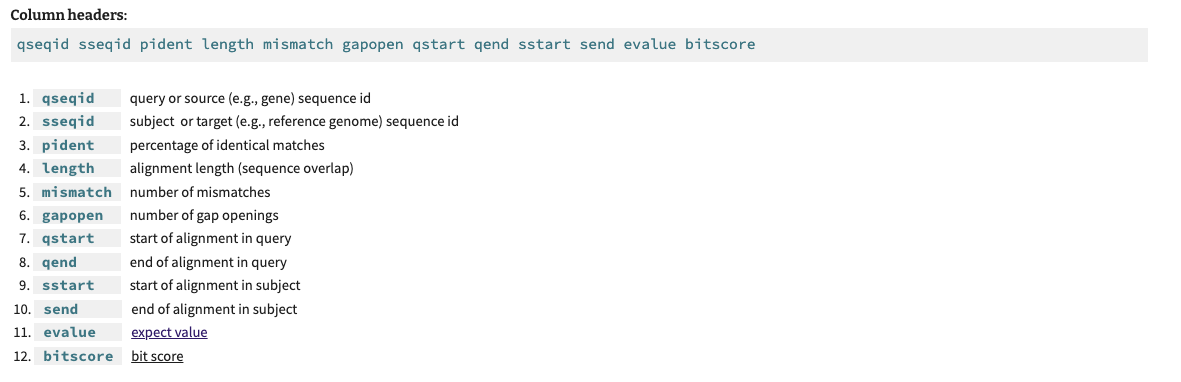 Column headers:
qseqid sseqid pident length mismatch gapopen qstart qend sstart send evalue bitscore
1. qseqid query or source (e.g., gene) sequence id
2. sseqid subject or target (e.g., reference genome) sequence id
3. pident percentage of identical matches
4. length alignment length (sequence overlap)
5. mismatch number of mismatches
6. gapopen number of gap openings
7. qstart start of alignment in query
8. qend end of alignment in query
9. sstart start of alignment in subject
10. send end of alignment in subject
11. evalue expect value
12. bitscore bit score